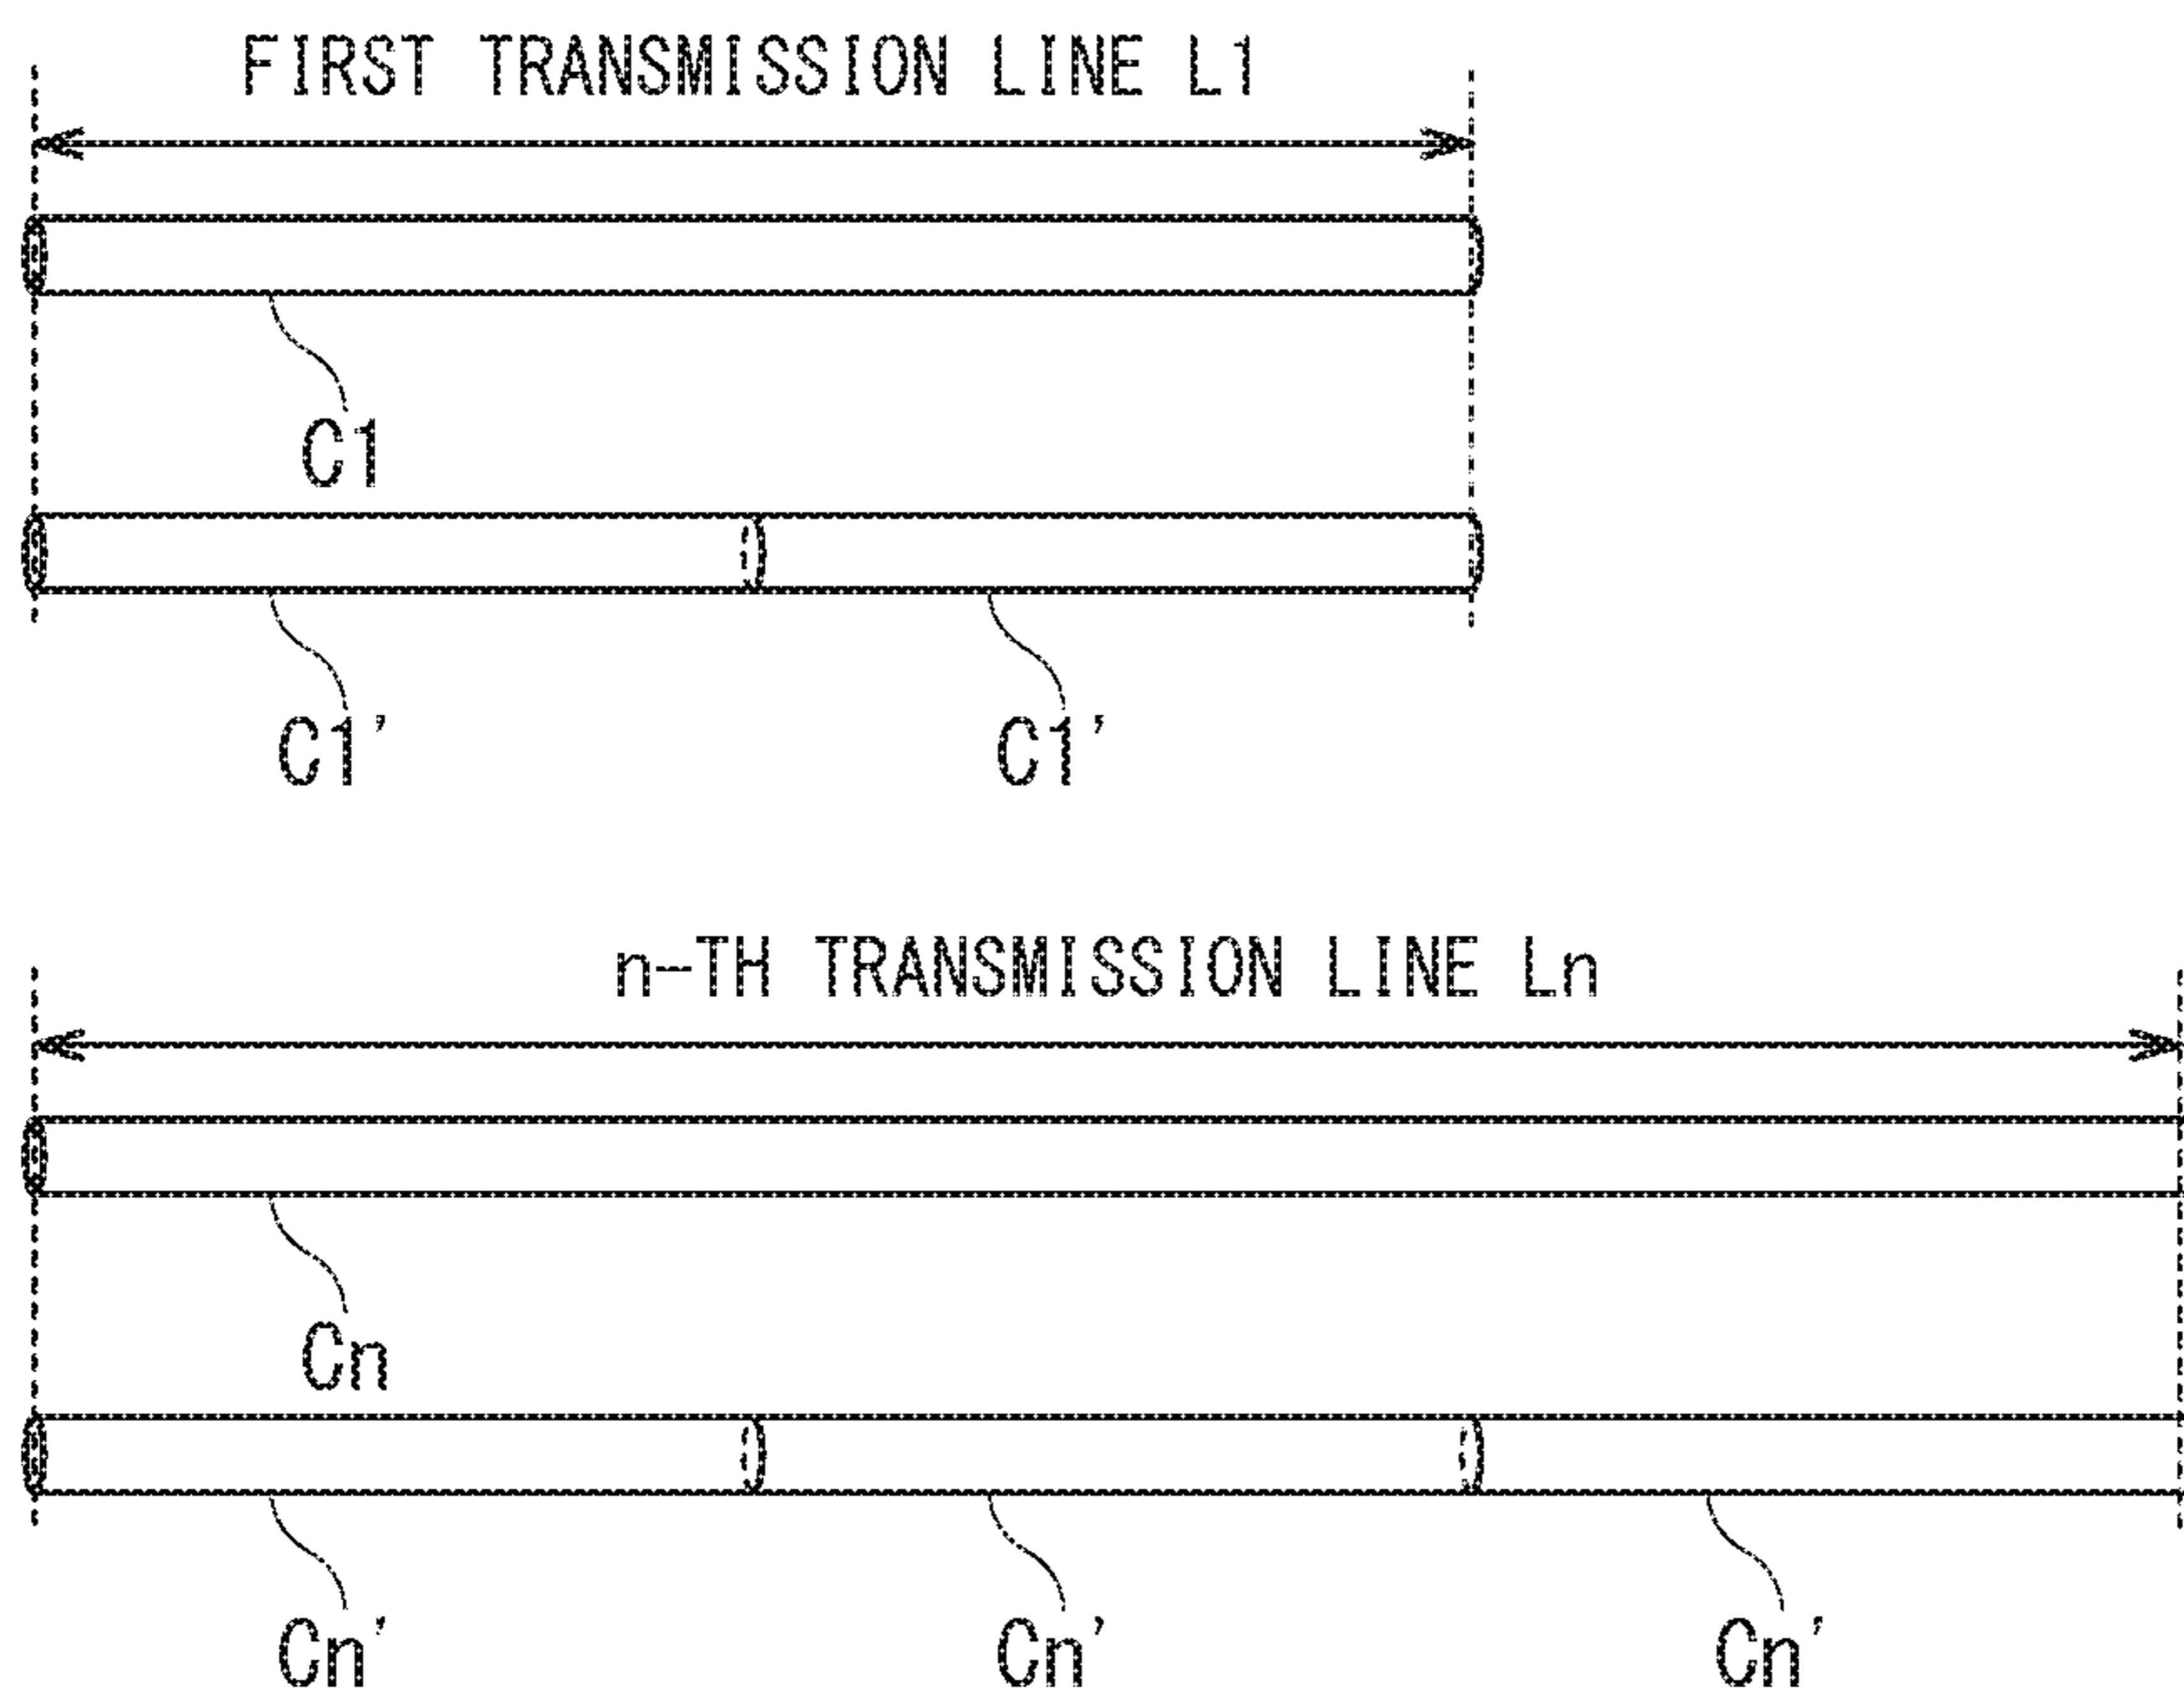 FIRST TRANSMISSION LINE L1
C1
C1' C1'
n-TH TRANSMISSION LINE Ln
Cn
Cn' Cn' Cn'